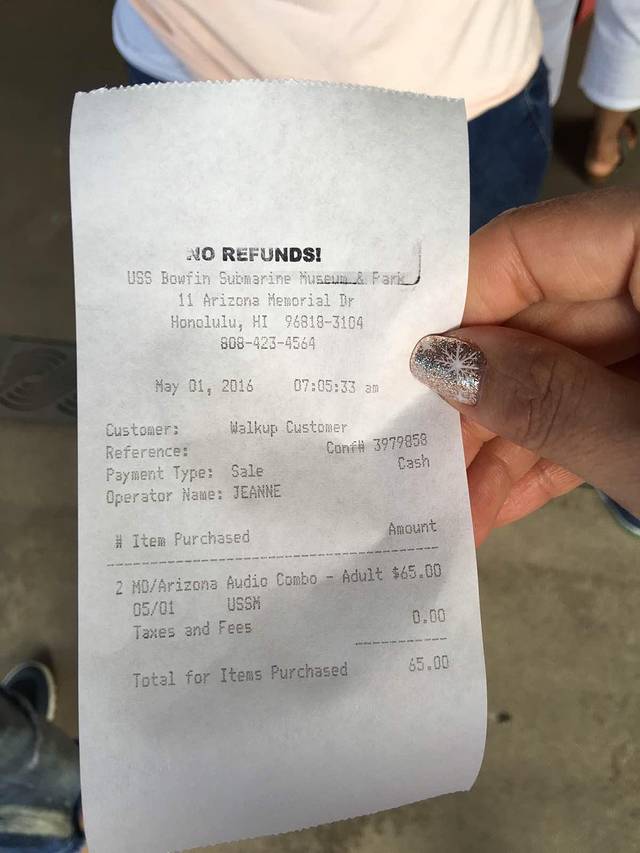 NO REFUNDS!
USS Bowfin Submarine Museum & Park
11 Arizona Memorial Dr
Honolulu, HI 96818-3104
808-423-4564
May 01, 2016 07:05:33 am
Customer: Walkup Customer
Reference: Conf# 3979858
Payment Type: Sale Cash
Operator Name: JEANNE
# Item Purchased Amount
2 MO/Arizona Audio Combo - Adult $65.00
05/01 USSM
Taxes and Fees 0.00
Total for Items Purchased 65.00